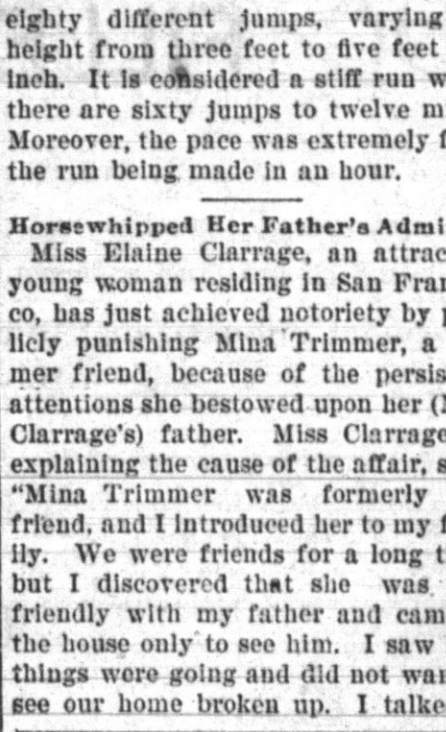 eighty different jumps, varying
height from three feet to five feet
inch. It is considered a stiff run w
there are sixty jumps to twelve m
Moreover, the pace was extremely f
the run being made in an hour.
Horsewhipped Her Father's Admi
Miss Elaine Clarrage, an attrac
young woman residing in San Fran
co, has just achieved notoriety by p
licly punishing Mina Trimmer, a
mer friend, because of the persis
attentions she bestowed upon her (M
Clarrage's) father. Miss Clarrage
explaining the cause of the affair, s
"Mina Trimmer was formerly
friend, and I introduced her to my f
ily. We were friends for a long t
but I discovered that she was
friendly with my father and cam
the house only to see him. I saw
things were going and did not wan
see our home broken up. I talke